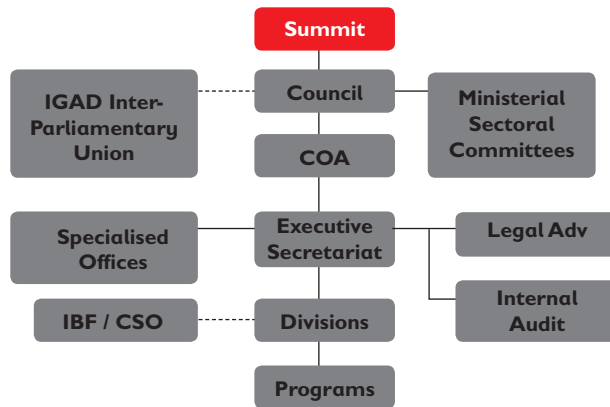 Summit
IGAD Inter-
Parliamentary
Union
Council
Ministerial
Sectoral
Committees
COA
Specialised
Offices
Executive
Secretariat
Legal Adv
IBF / CSO
Divisions
Internal
Audit
Programs